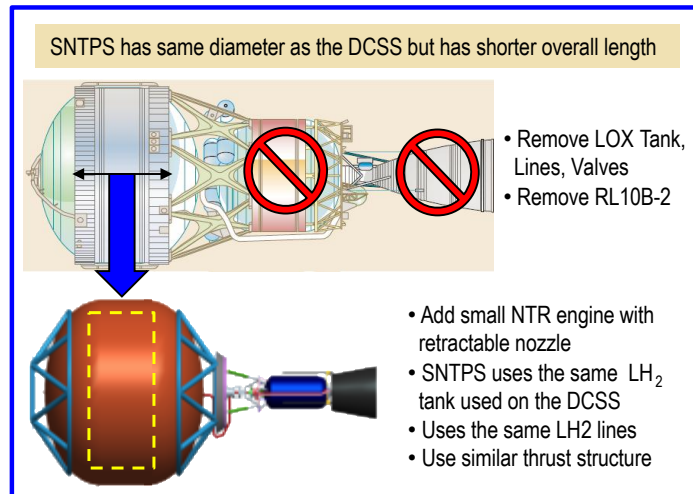 SNTPS has same diameter as the DCSS but has shorter overall length
• Remove LOX Tank,
Lines, Valves
• Remove RL10B-2
• Add small NTR engine with
retractable nozzle
• SNTPS uses the same LH₂
tank used on the DCSS
• Uses the same LH2 lines
• Use similar thrust structure